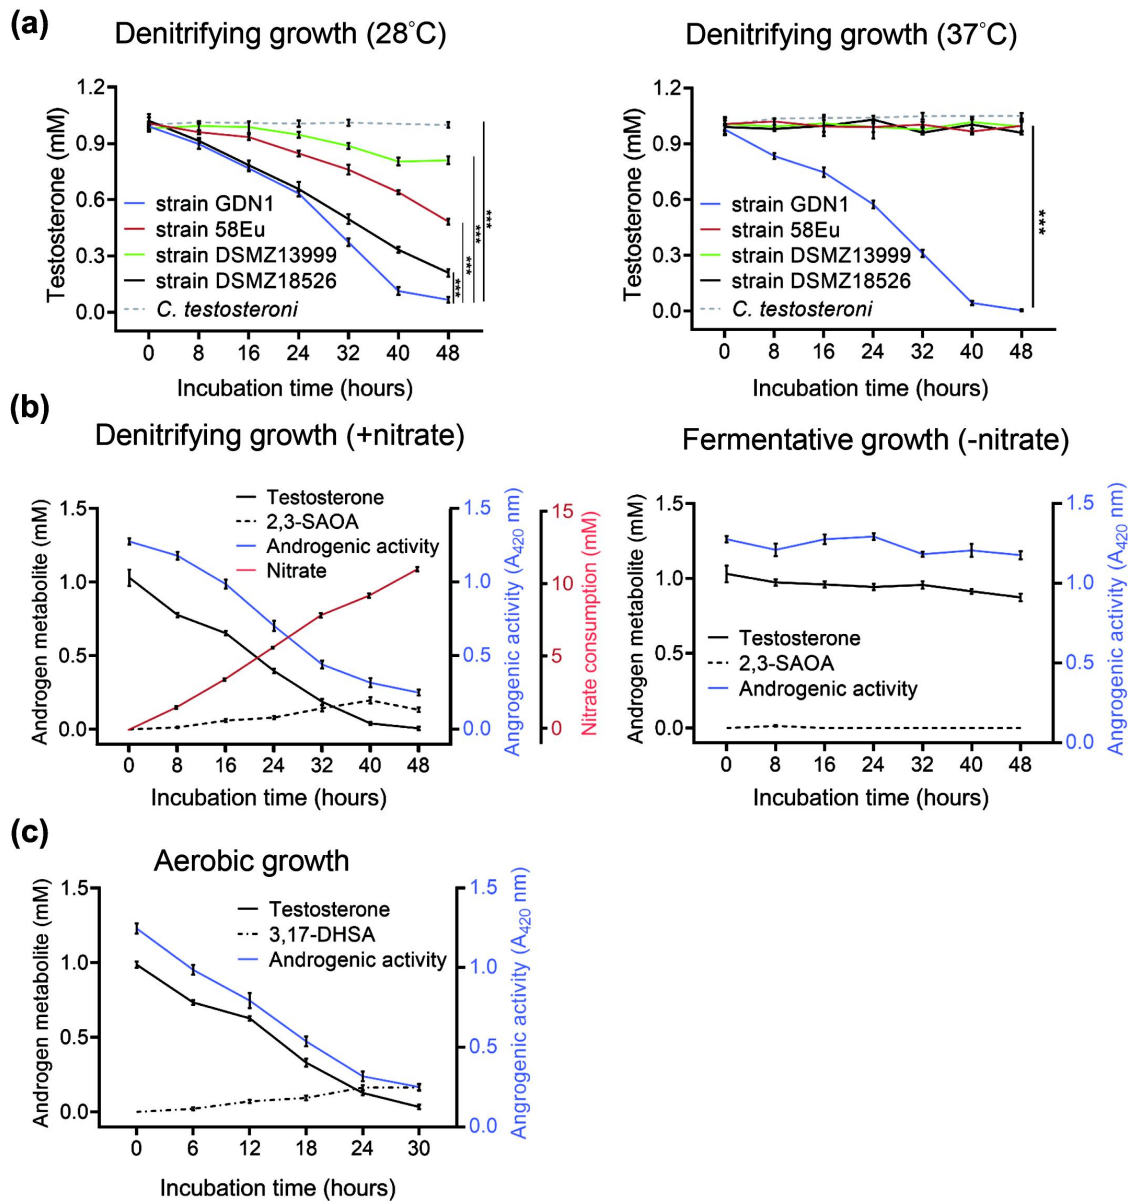 (a)
Denitrifying growth (28°C)
Testosterone (mM)
1.2
0.9
0.6
0.3
0.0
strain GDN1
strain 58Eu
strain DSMZ13999
strain DSMZ18526
C. testosteroni
***
***
***
***
0 8 16 24 32 40 48
Incubation time (hours)
Denitrifying growth (37°C)
Testosterone (mM)
1.2
0.9
0.6
0.3
0.0
strain GDN1
strain 58Eu
strain DSMZ13999
strain DSMZ18526
C. testosteroni
***
0 8 16 24 32 40 48
Incubation time (hours)
(b)
Denitrifying growth (+nitrate)
Androgen metabolite (mM)
1.5
1.0
0.5
0.0
Testosterone
2,3-SAOA
Androgenic activity
Nitrate
1.5
1.0
0.5
0.0
Angrogenic activity (A420 nm)
15
10
5
0
Nitrate consumption (mM)
0 8 16 24 32 40 48
Incubation time (hours)
Fermentative growth (-nitrate)
Androgen metabolite (mM)
1.5
1.0
0.5
0.0
Testosterone
2,3-SAOA
Androgenic activity
1.5
1.0
0.5
0.0
Angrogenic activity (A420 nm)
0 8 16 24 32 40 48
Incubation time (hours)
(c)
Aerobic growth
Androgen metabolite (mM)
1.5
1.0
0.5
0.0
Testosterone
3,17-DHSA
Androgenic activity
1.5
1.0
0.5
0.0
Angrogenic activity (A420 nm)
0 6 12 18 24 30
Incubation time (hours)